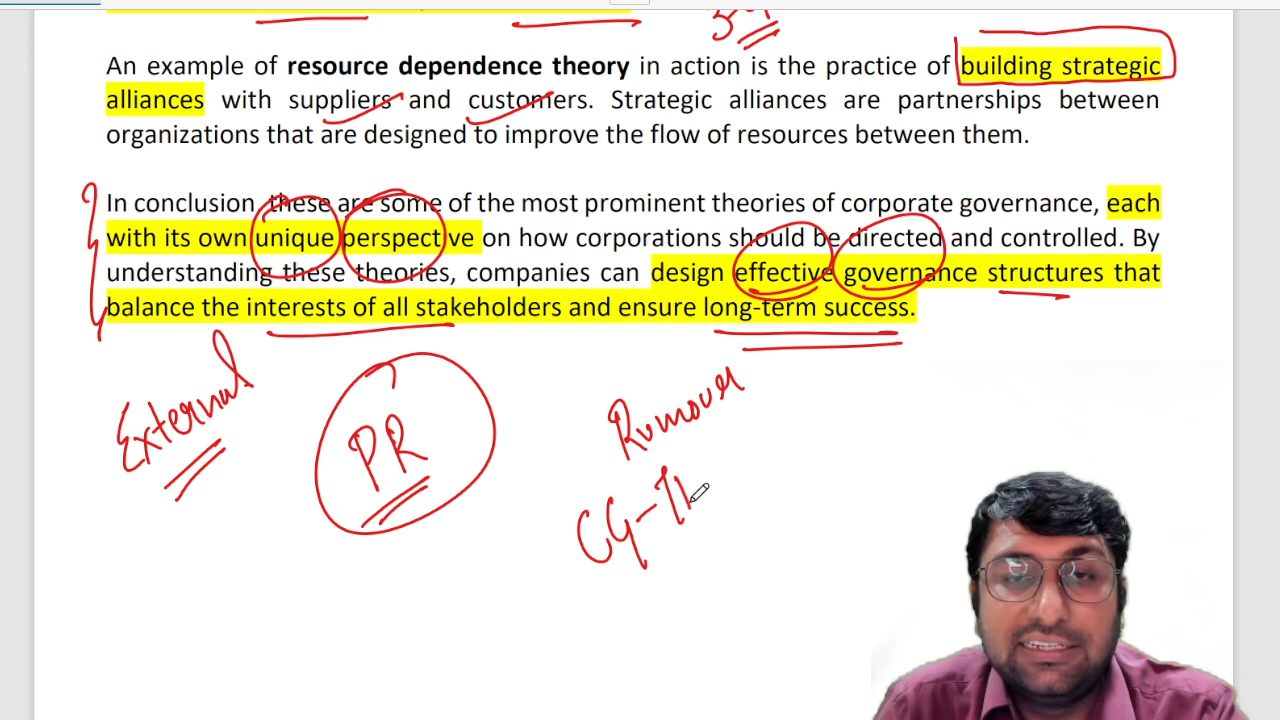 An example of resource dependence theory in action is the practice of building strategic
alliances with suppliers and customers. Strategic alliances are partnerships between
organizations that are designed to improve the flow of resources between them.
In conclusion, these are some of the most prominent theories of corporate governance, each
with its own unique perspective on how corporations should be directed and controlled. By
understanding these theories, companies can design effective governance structures that
balance the interests of all stakeholders and ensure long-term success.
External
PR
CG-